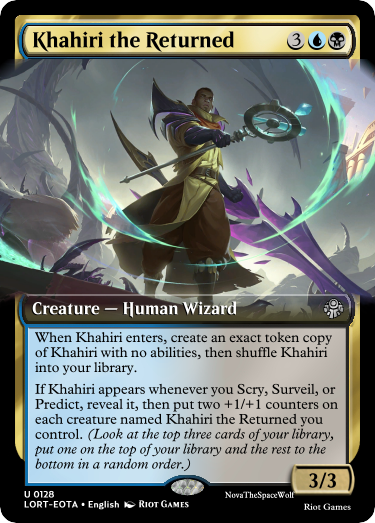 Khahiri the Returned 3
Creature — Human Wizard
When Khahiri enters, create an exact token copy
of Khahiri with no abilities, then shuffle Khahiri
into your library.
If Khahiri appears whenever you Scry, Surveil, or
Predict, reveal it, then put two +1/+1 counters on
each creature named Khahiri the Returned you
control. (Look at the top three cards of your library,
put one on the top of your library and the rest to the
bottom in a random order.)
3/3
U 0128
LORT-EOTA • English Riot Games
NovaTheSpaceWolf
Riot Games